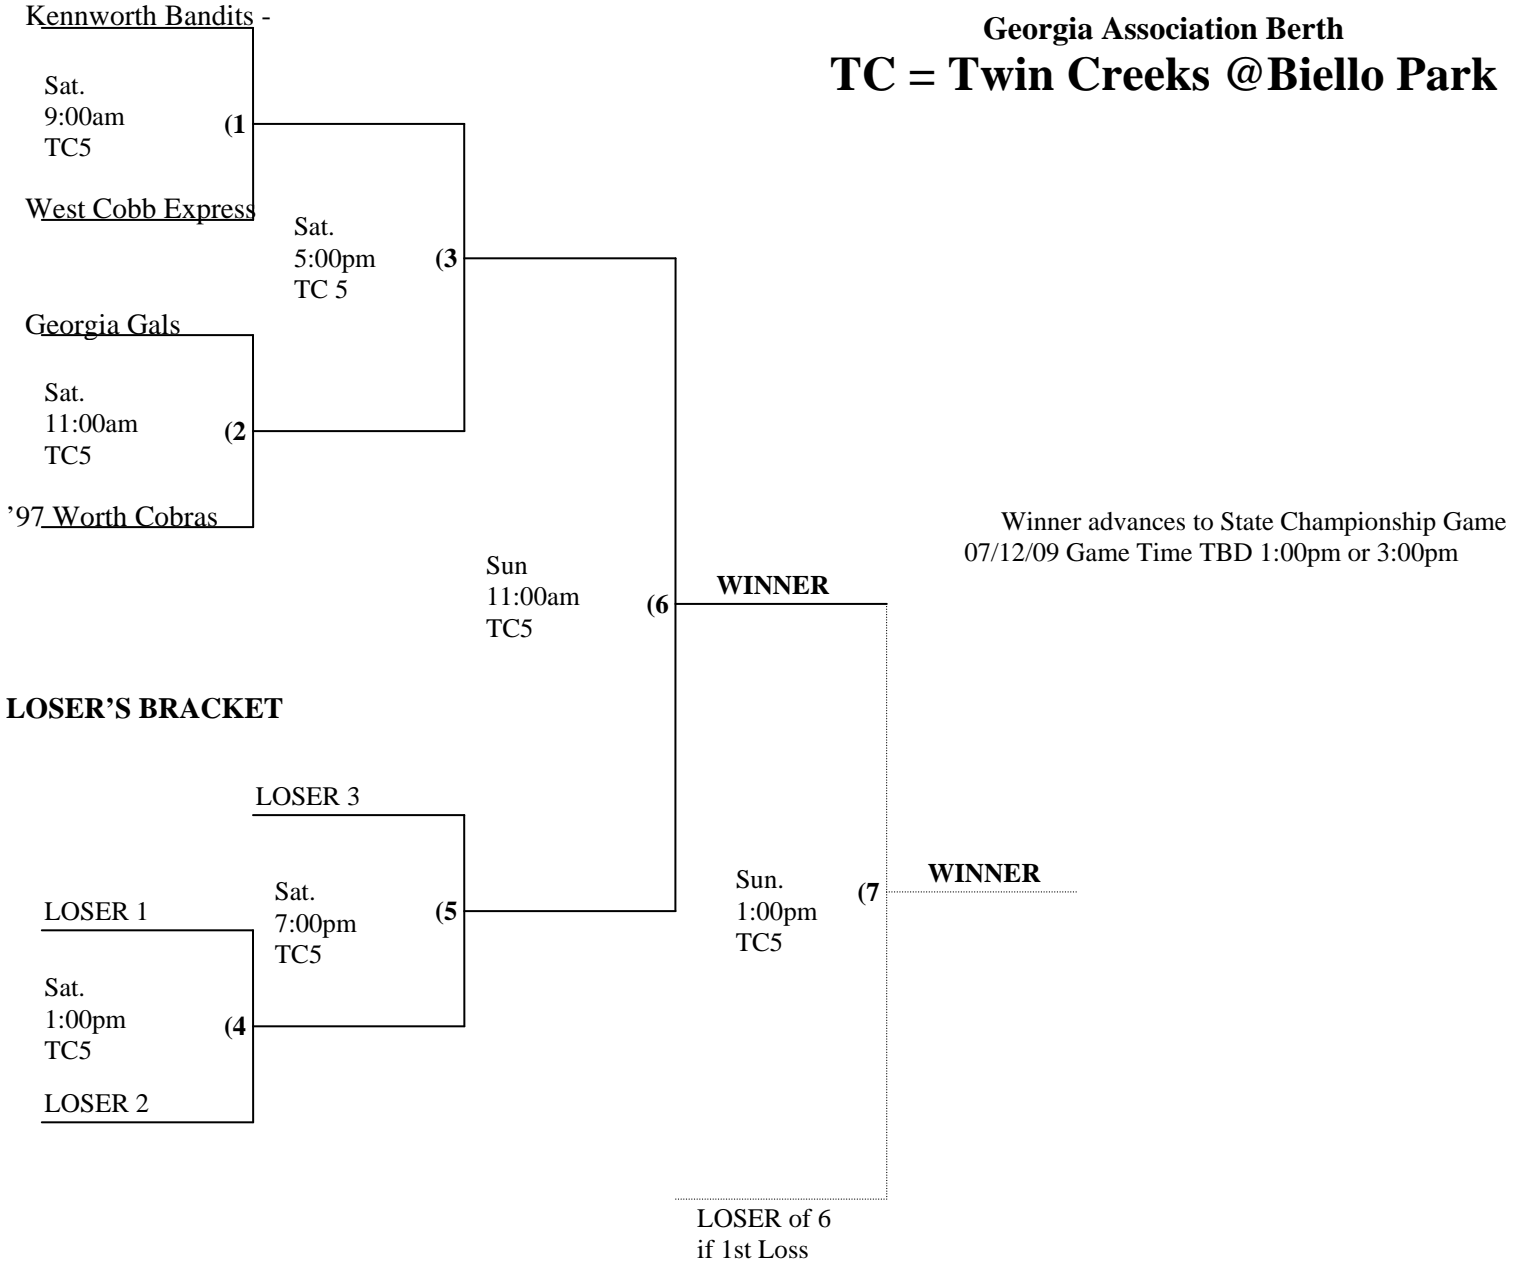 Kennworth Bandits -
Georgia Association Berth
TC = Twin Creeks @Biello Park
Sat.
9:00am
TC5
(1
West Cobb Express
Sat.
5:00pm
TC 5
(3
Georgia Gals
Sat.
11:00am
TC5
(2
’97 Worth Cobras
Winner advances to State Championship Game
07/12/09 Game Time TBD 1:00pm or 3:00pm
Sun
11:00am
TC5
(6
WINNER
LOSER’S BRACKET
LOSER 3
Sat.
7:00pm
TC5
(5
LOSER 1
Sat.
1:00pm
TC5
(4
LOSER 2
Sun.
1:00pm
TC5
(7
WINNER
LOSER of 6
if 1st Loss